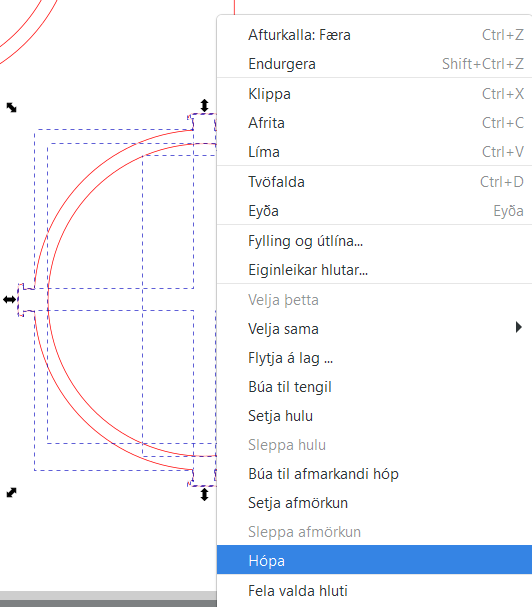 Afturkalla: Færa Ctrl+Z
Endurgera Shift+Ctrl+Z
Klippa Ctrl+X
Afrita Ctrl+C
Líma Ctrl+V
Tvöfalda Ctrl+D
Eyða Eyða
Fylling og útlína...
Eiginleikar hlutar...
Velja þetta
Velja sama
Flytja á lag ...
Búa til tengil
Setja hulu
Sleppa hulu
Búa til afmarkandi hóp
Setja afmörkun
Sleppa afmörkun
Hópa
Fela valda hluti